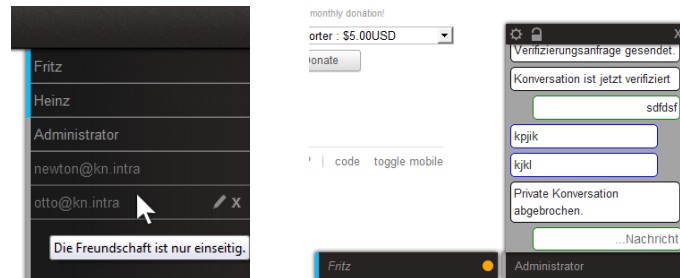 Fritz
Heinz
Administrator
newton@kn.intra
otto@kn.intra
x
Die Freundschaft ist nur einseitig.
monthly donation!
orter : $5.00USD
Donate
| code toggle mobile
X
Verifizierungsanfrage gesendet.
Konversation ist jetzt verifiziert
sdfdsf
kpjik
kjkl
Private Konversation
abgebrochen.
...Nachricht
Fritz
Administrator